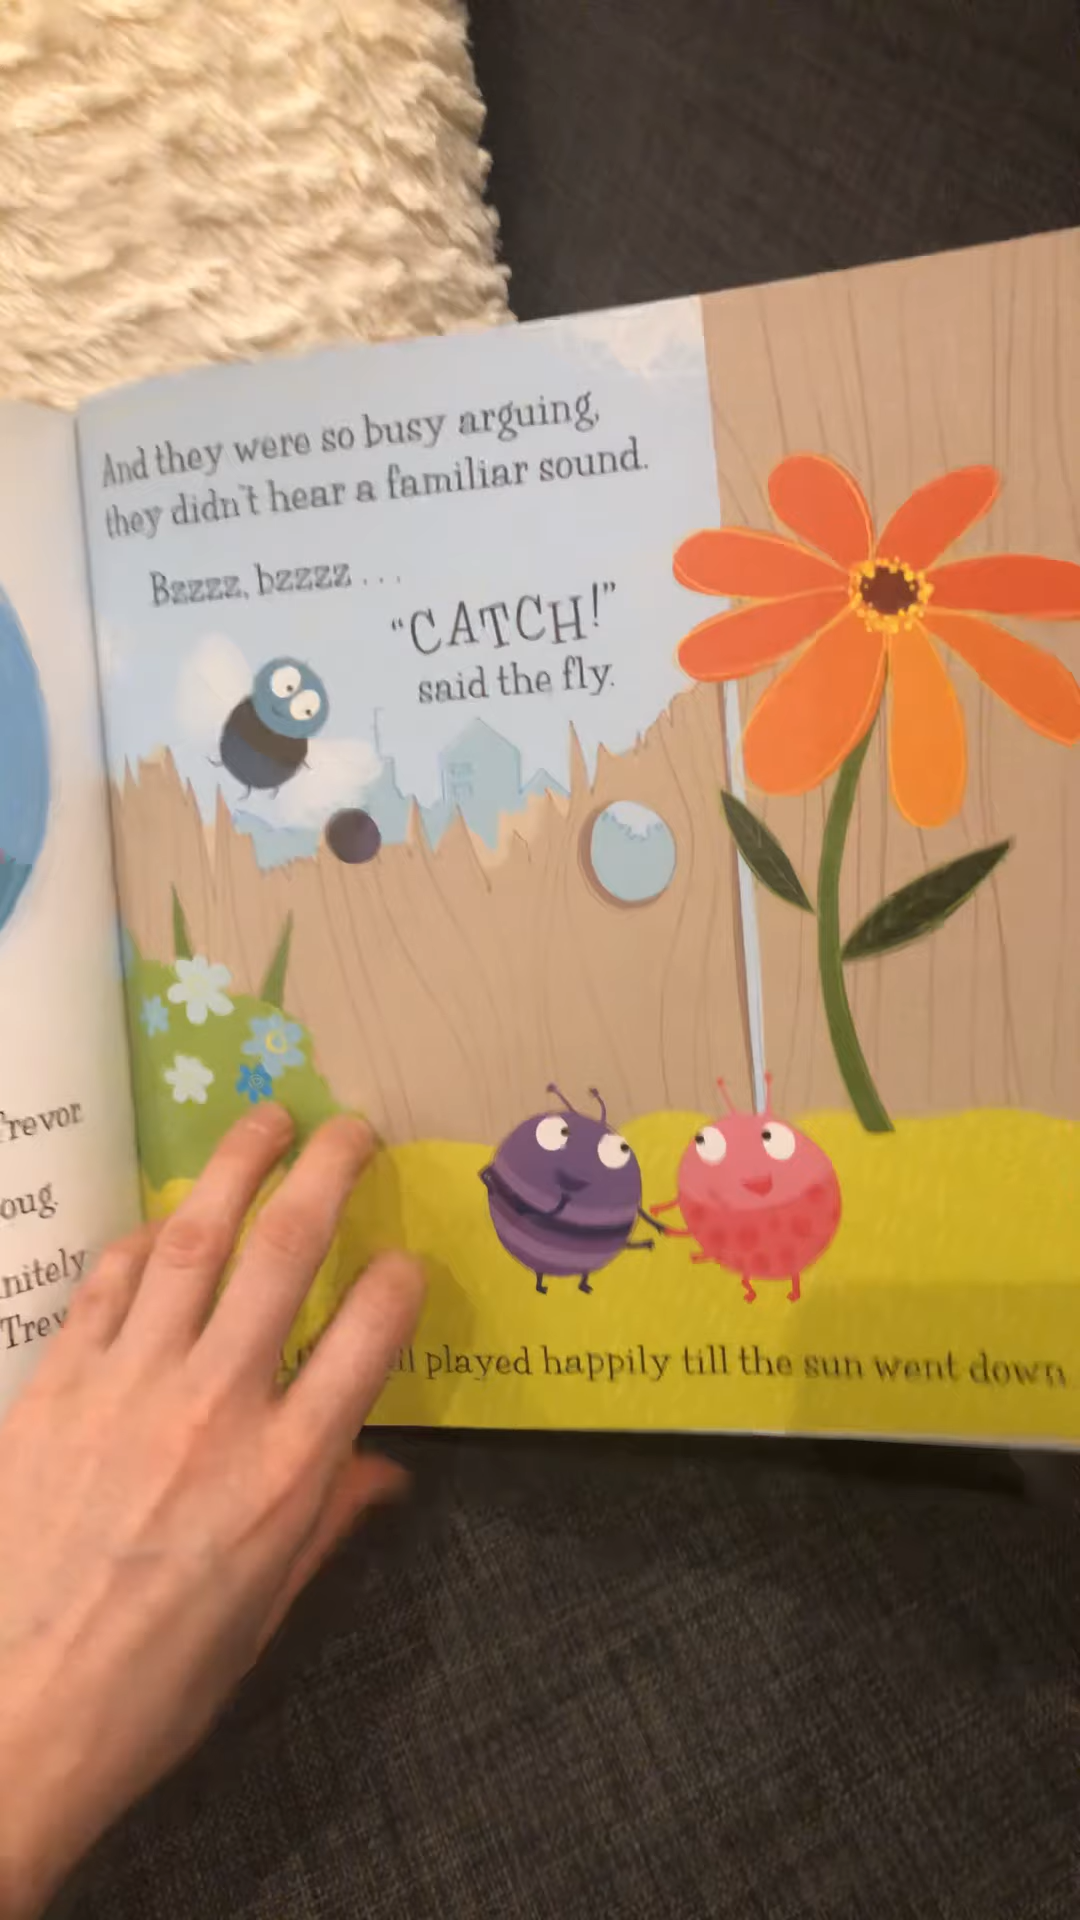 And they were so busy arguing,
they didn't hear a familiar sound.
Bzzzz, bzzzz . . .
"CATCH!"
said the fly.
Trevor
oug.
nitely
Trev
played happily till the sun went down